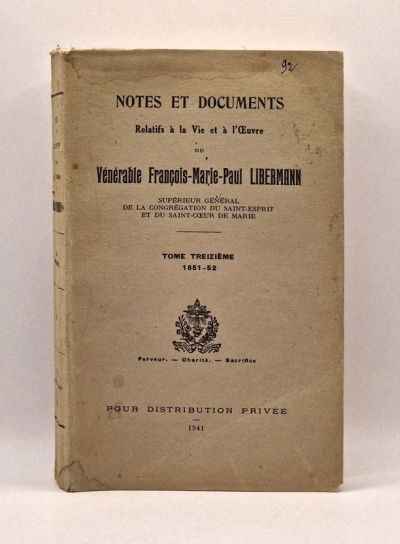 92
NOTES ET DOCUMENTS
Relatifs à la Vie et à l'Œuvre
DU
Vénérable François-Marie-Paul LIBERMANN
SUPÉRIEUR GÉNÉRAL
DE LA CONGRÉGATION DU SAINT-ESPRIT
ET DU SAINT-CŒUR DE MARIE
TOME TREIZIÈME
1851-52
Ferveur. — Charité. — Sacrifice
POUR DISTRIBUTION PRIVÉE
1941